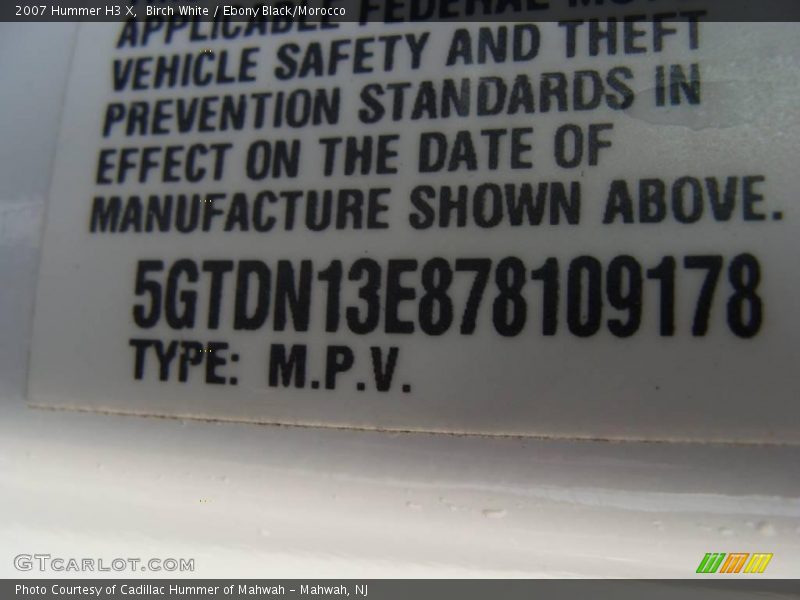 2007 Hummer H3 X, Birch White / Ebony Black/Morocco
APPLICABLE FEDERAL
VEHICLE SAFETY AND THEFT
PREVENTION STANDARDS IN
EFFECT ON THE DATE OF
MANUFACTURE SHOWN ABOVE.
5GTDN13E878109178
TYPE: M.P.V.
GTCARLOT.COM
Photo Courtesy of Cadillac Hummer of Mahwah - Mahwah, NJ